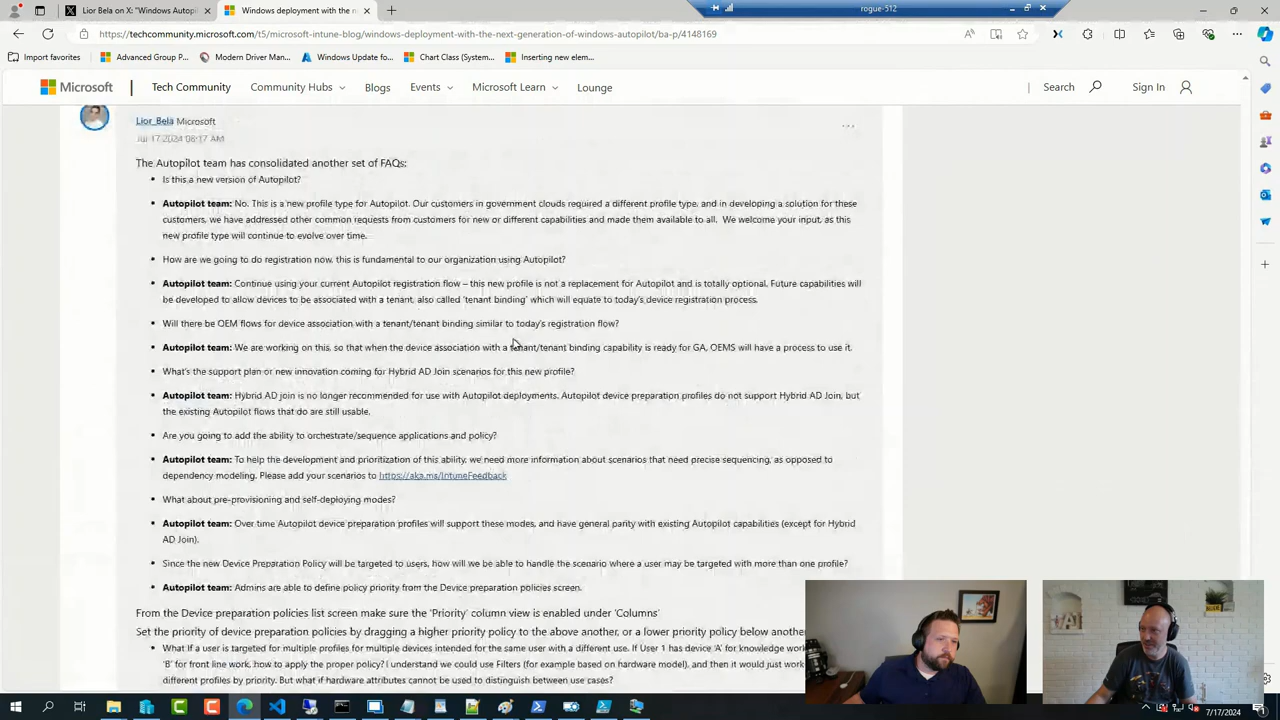 Lior Bela on X: "Windows Autopil
Windows deployment with the n
rogue-512
https://techcommunity.microsoft.com/t5/microsoft-intune-blog/windows-deployment-with-the-next-generation-of-windows-autopilot/ba-p/4148169
Import favorites
Advanced Group P...
Modern Driver Man...
Windows Update fo...
Chart Class (System...
Inserting new elem...
Microsoft
Tech Community
Community Hubs
Blogs
Events
Microsoft Learn
Lounge
Search
Sign In
Lior_Bela Microsoft
Jul 17 2024 08:17 AM
The Autopilot team has consolidated another set of FAQs:
• Is this a new version of Autopilot?
• Autopilot team: No. This is a new profile type for Autopilot. Our customers in government clouds required a different profile type, and in developing a solution for these
customers, we have addressed other common requests from customers for new or different capabilities and made them available to all. We welcome your input, as this
new profile type will continue to evolve over time.
• How are we going to do registration now, this is fundamental to our organization using Autopilot?
• Autopilot team: Continue using your current Autopilot registration flow – this new profile is not a replacement for Autopilot and is totally optional. Future capabilities will
be developed to allow devices to be associated with a tenant, also called 'tenant binding' which will equate to today's device registration process.
• Will there be OEM flows for device association with a tenant/tenant binding similar to today's registration flow?
• Autopilot team: We are working on this, so that when the device association with a tenant/tenant binding capability is ready for GA, OEMS will have a process to use it.
• What's the support plan or new innovation coming for Hybrid AD Join scenarios for this new profile?
• Autopilot team: Hybrid AD join is no longer recommended for use with Autopilot deployments. Autopilot device preparation profiles do not support Hybrid AD Join, but
the existing Autopilot flows that do are still usable.
• Are you going to add the ability to orchestrate/sequence applications and policy?
• Autopilot team: To help the development and prioritization of this ability, we need more information about scenarios that need precise sequencing, as opposed to
dependency modeling. Please add your scenarios to https://aka.ms/IntuneFeedback
• What about pre-provisioning and self-deploying modes?
• Autopilot team: Over time Autopilot device preparation profiles will support these modes, and have general parity with existing Autopilot capabilities (except for Hybrid
AD Join).
• Since the new Device Preparation Policy will be targeted to users, how will we be able to handle the scenario where a user may be targeted with more than one profile?
• Autopilot team: Admins are able to define policy priority from the Device preparation policies screen.
From the Device preparation policies list screen make sure the 'Priority' column view is enabled under 'Columns'
Set the priority of device preparation policies by dragging a higher priority policy to the above another, or a lower priority policy below anothe
• What if a user is targeted for multiple profiles for multiple devices intended for the same user with a different use. If User 1 has device 'A' for knowledge wor
'B' for front line work, how to apply the proper policy? I understand we could use Filters (for example based on hardware model), and then it would just work
different profiles by priority. But what if hardware attributes cannot be used to distinguish between use cases?
7/17/2024